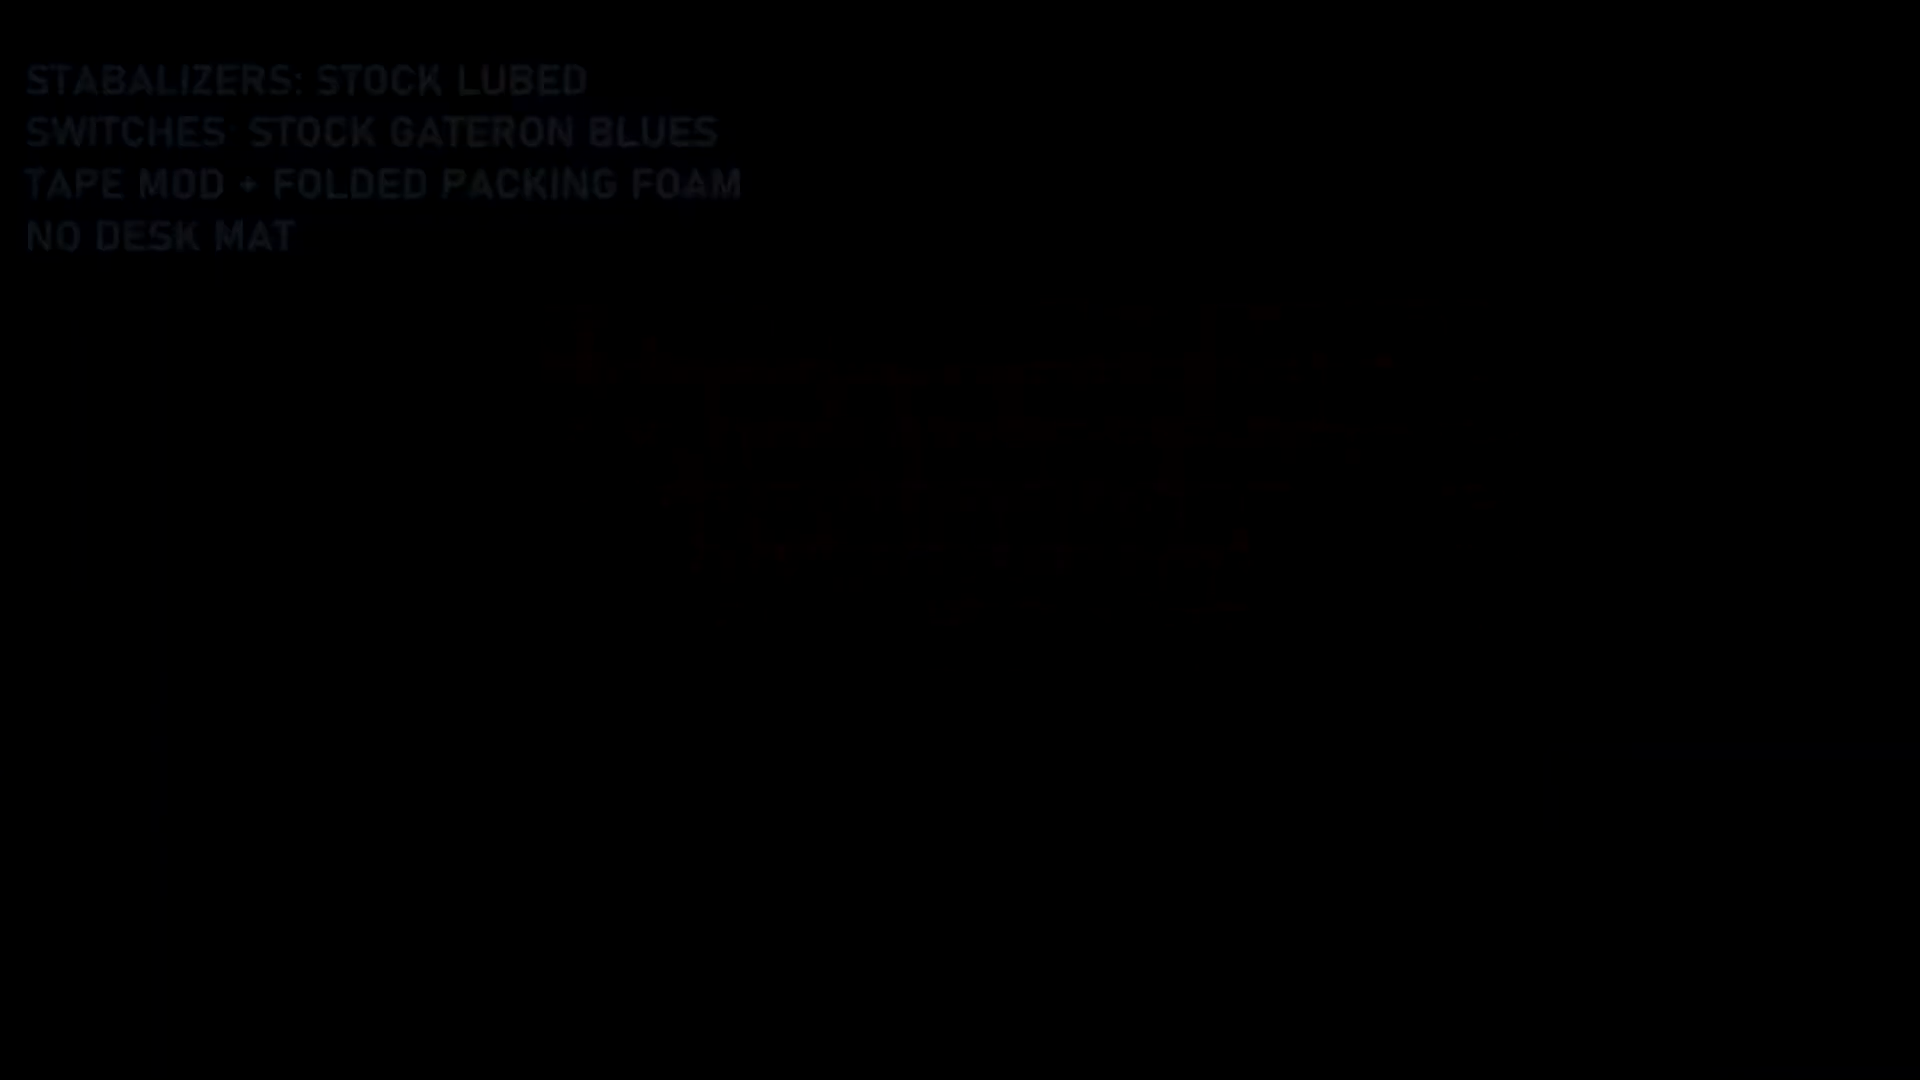 STABALIZERS: STOCK LUBED
SWITCHES: STOCK GATERON BLUES
TAPE MOD + FOLDED PACKING FOAM
NO DESK MAT